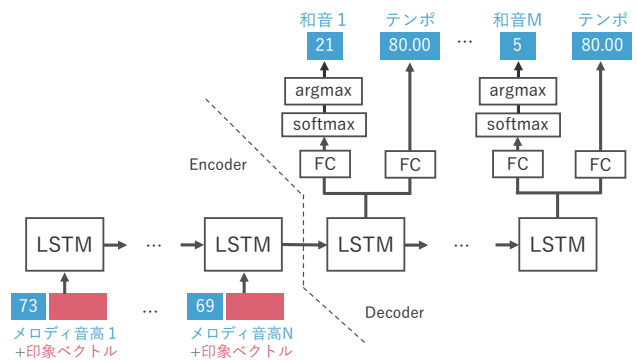 和音１ テンポ 和音M テンポ
21 80.00 … 5 80.00
argmax argmax
softmax softmax
FC FC FC FC
Encoder
LSTM … LSTM LSTM … LSTM
73 … 69
Decoder
メロディ音高１ メロディ音高N
+印象ベクトル +印象ベクトル